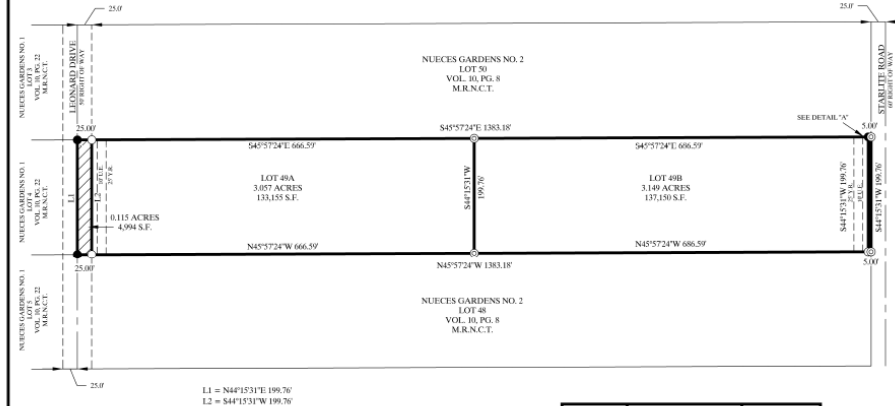 25.0'
25.0'
NUECES GARDENS NO. 1
LOT 3
VOL. 10, PG. 22
M.R.N.C.T.
LEONARD DRIVE
50' RIGHT OF WAY
NUECES GARDENS NO. 2
LOT 50
VOL. 10, PG. 8
M.R.N.C.T.
STARLITE ROAD
60' RIGHT OF WAY
SEE DETAIL "A"
25.00'
S45°57'24"E 1383.18'
5.00'
S45°57'24"E 666.59'
S45°57'24"E 686.59'
NUECES GARDENS NO. 1
LOT 4
VOL. 10, PG. 22
M.R.N.C.T.
L1
L2
10' U.E.
25' Y.R.
LOT 49A
3.057 ACRES
133,155 S.F.
S44°15'31"W
199.76'
LOT 49B
3.149 ACRES
137,150 S.F.
25' Y.R.
10' U.E.
S44°15'31"W 199.76'
S44°15'31"W 199.76'
0.115 ACRES
4,994 S.F.
N45°57'24"W 666.59'
N45°57'24"W 686.59'
25.00'
N45°57'24"W 1383.18'
5.00'
NUECES GARDENS NO. 1
LOT 5
VOL. 10, PG. 22
M.R.N.C.T.
NUECES GARDENS NO. 2
LOT 48
VOL. 10, PG. 8
M.R.N.C.T.
25.0'
L1 = N44°15'31"E 199.76'
L2 = S44°15'31"W 199.76'